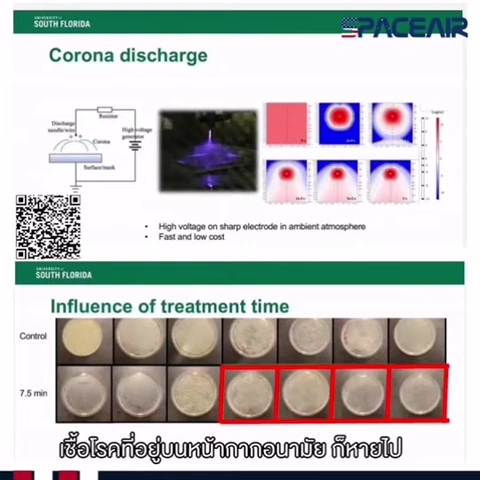 UNIVERSITY of
SOUTH FLORIDA
SPACEAIR
Corona discharge
Discharge
needle/wire
Resistor
High voltage
generator
Corona
Surface/mask
• High voltage on sharp electrode in ambient atmosphere
• Fast and low cost
UNIVERSITY of
SOUTH FLORIDA
Influence of treatment time
Control
7.5 min
เชื้อโรคที่อยู่บนหน้ากากอนามัย ก็หายไป